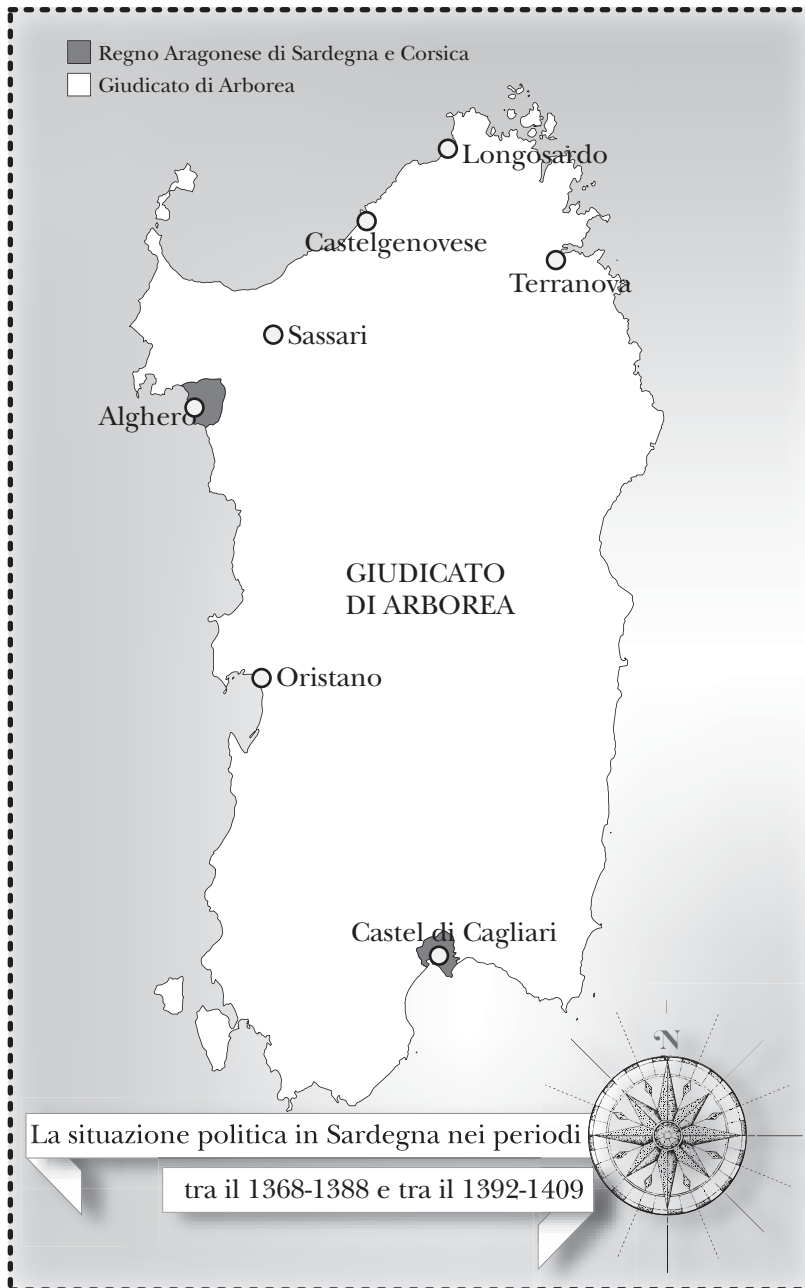 Regno Aragonese di Sardegna e Corsica
Giudicato di Arborea
Longosardo
Castelgenovese
Terranova
Sassari
Alghero
GIUDICATO
DI ARBOREA
Oristano
Castel di Cagliari
N
La situazione politica in Sardegna nei periodi
tra il 1368-1388 e tra il 1392-1409